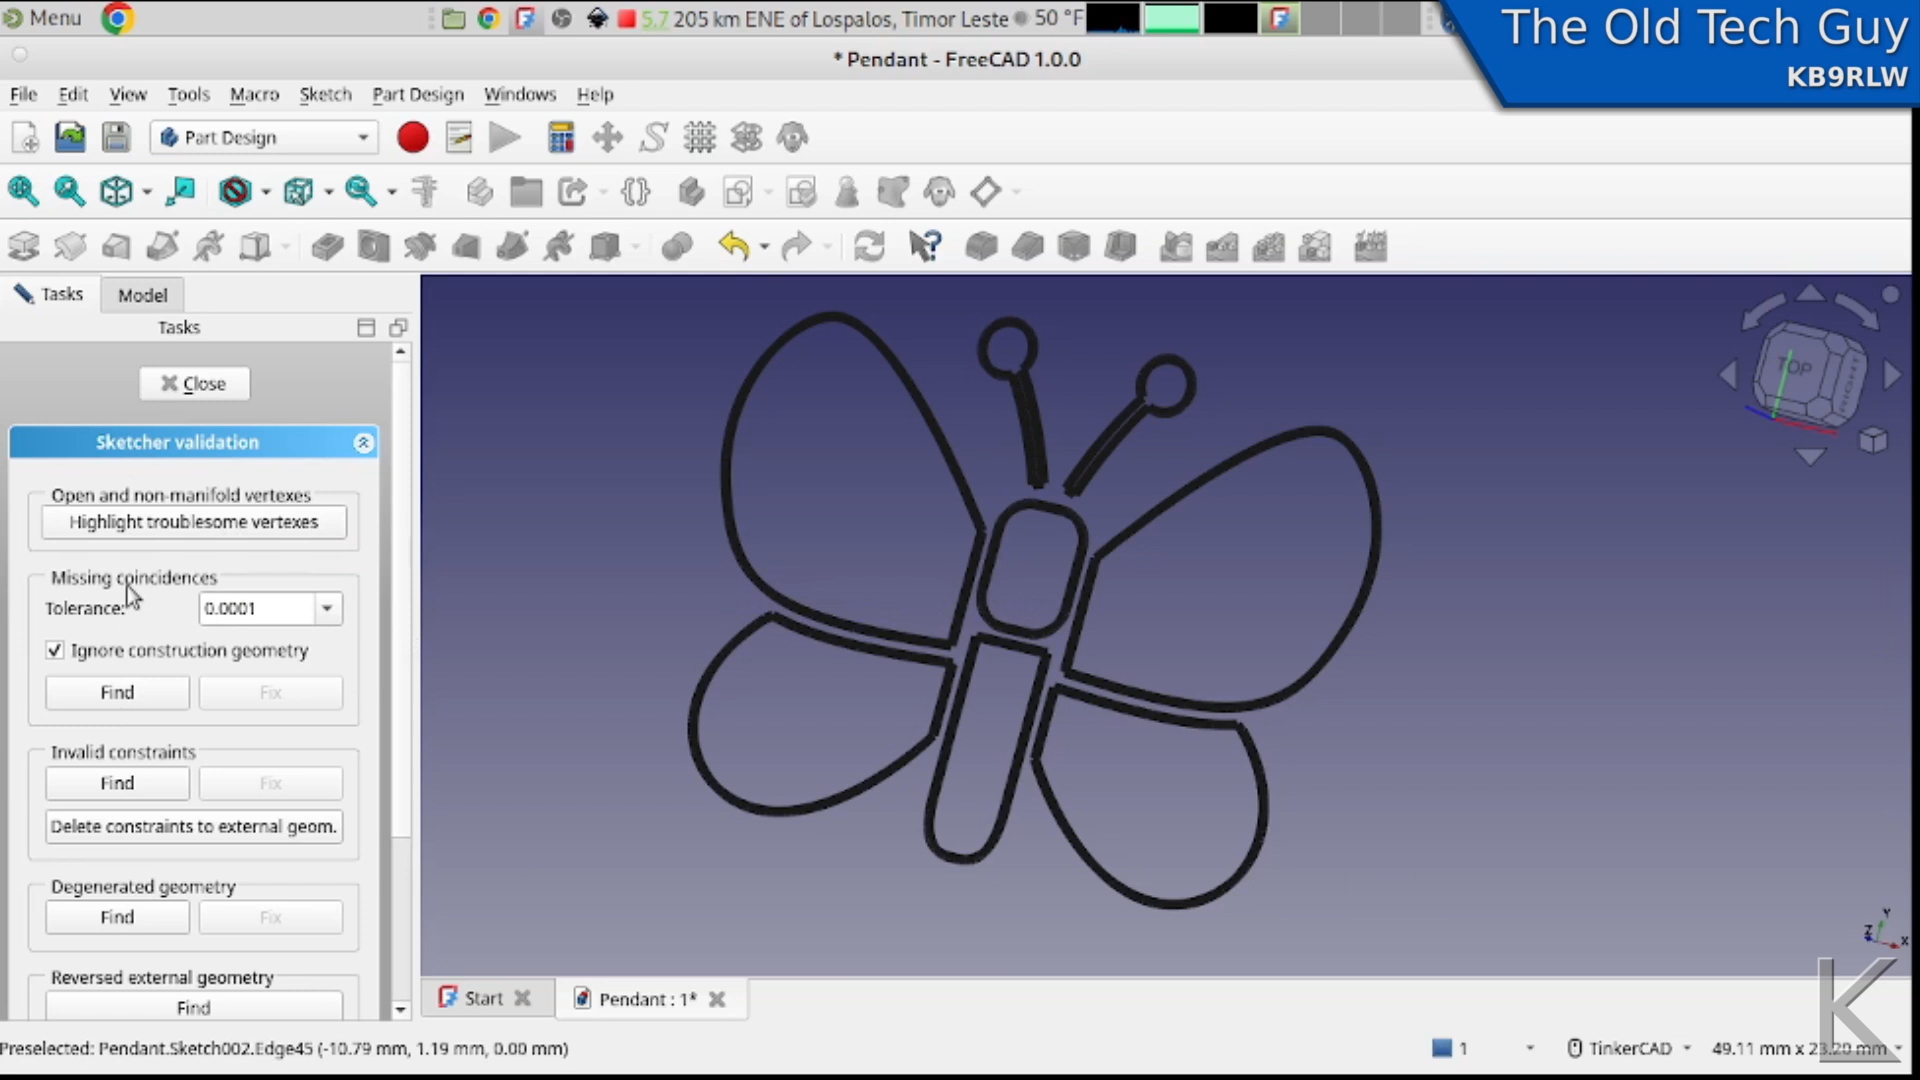 Menu
5.7 205 km ENE of Lospalos, Timor Leste
50 °F
The Old Tech Guy
KB9RLW
* Pendant - FreeCAD 1.0.0
File Edit View Tools Macro Sketch Part Design Windows Help
Part Design
Tasks Model
Tasks
Close
Sketcher validation
Open and non-manifold vertexes
Highlight troublesome vertexes
Missing coincidences
Tolerance: 0.0001
Ignore construction geometry
Find Fix
Invalid constraints
Find Fix
Delete constraints to external geom.
Degenerated geometry
Find Fix
Reversed external geometry
Find
TOP
Y
Z
X
Start
Pendant : 1*
K
Preselected: Pendant.Sketch002.Edge45 (-10.79 mm, 1.19 mm, 0.00 mm)
1
TinkerCAD
49.11 mm x 23.20 mm